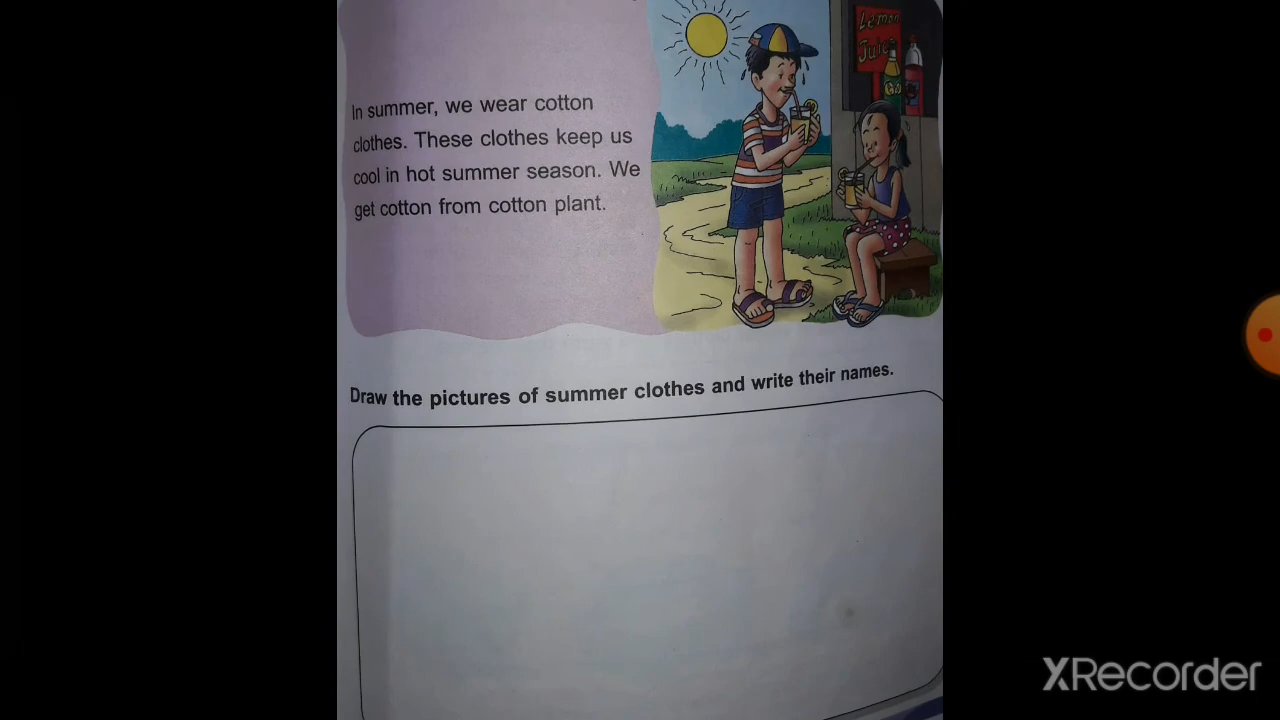 Lemon
Juice
In summer, we wear cotton
clothes. These clothes keep us
cool in hot summer season. We
get cotton from cotton plant.
Draw the pictures of summer clothes and write their names.
XRecorder